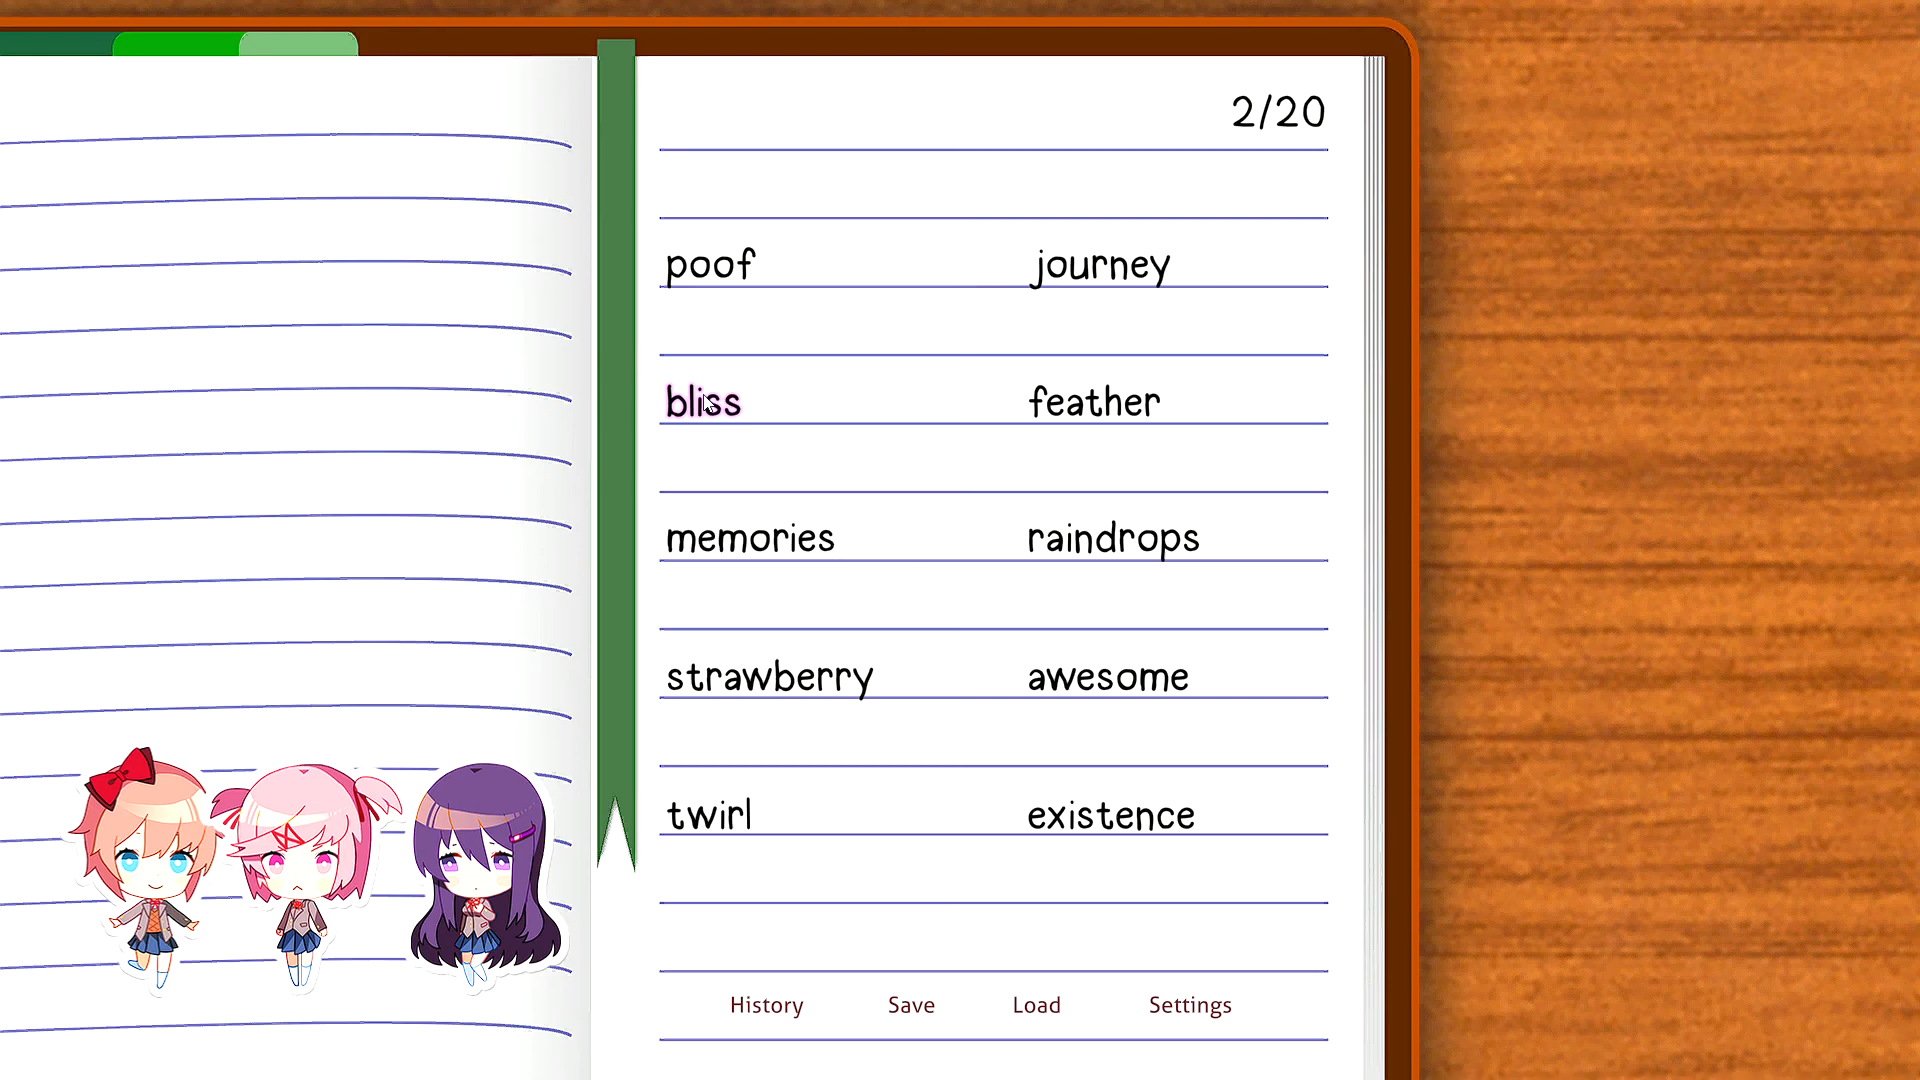 2/20
poof journey
bliss feather
memories raindrops
strawberry awesome
twirl existence
History Save Load Settings